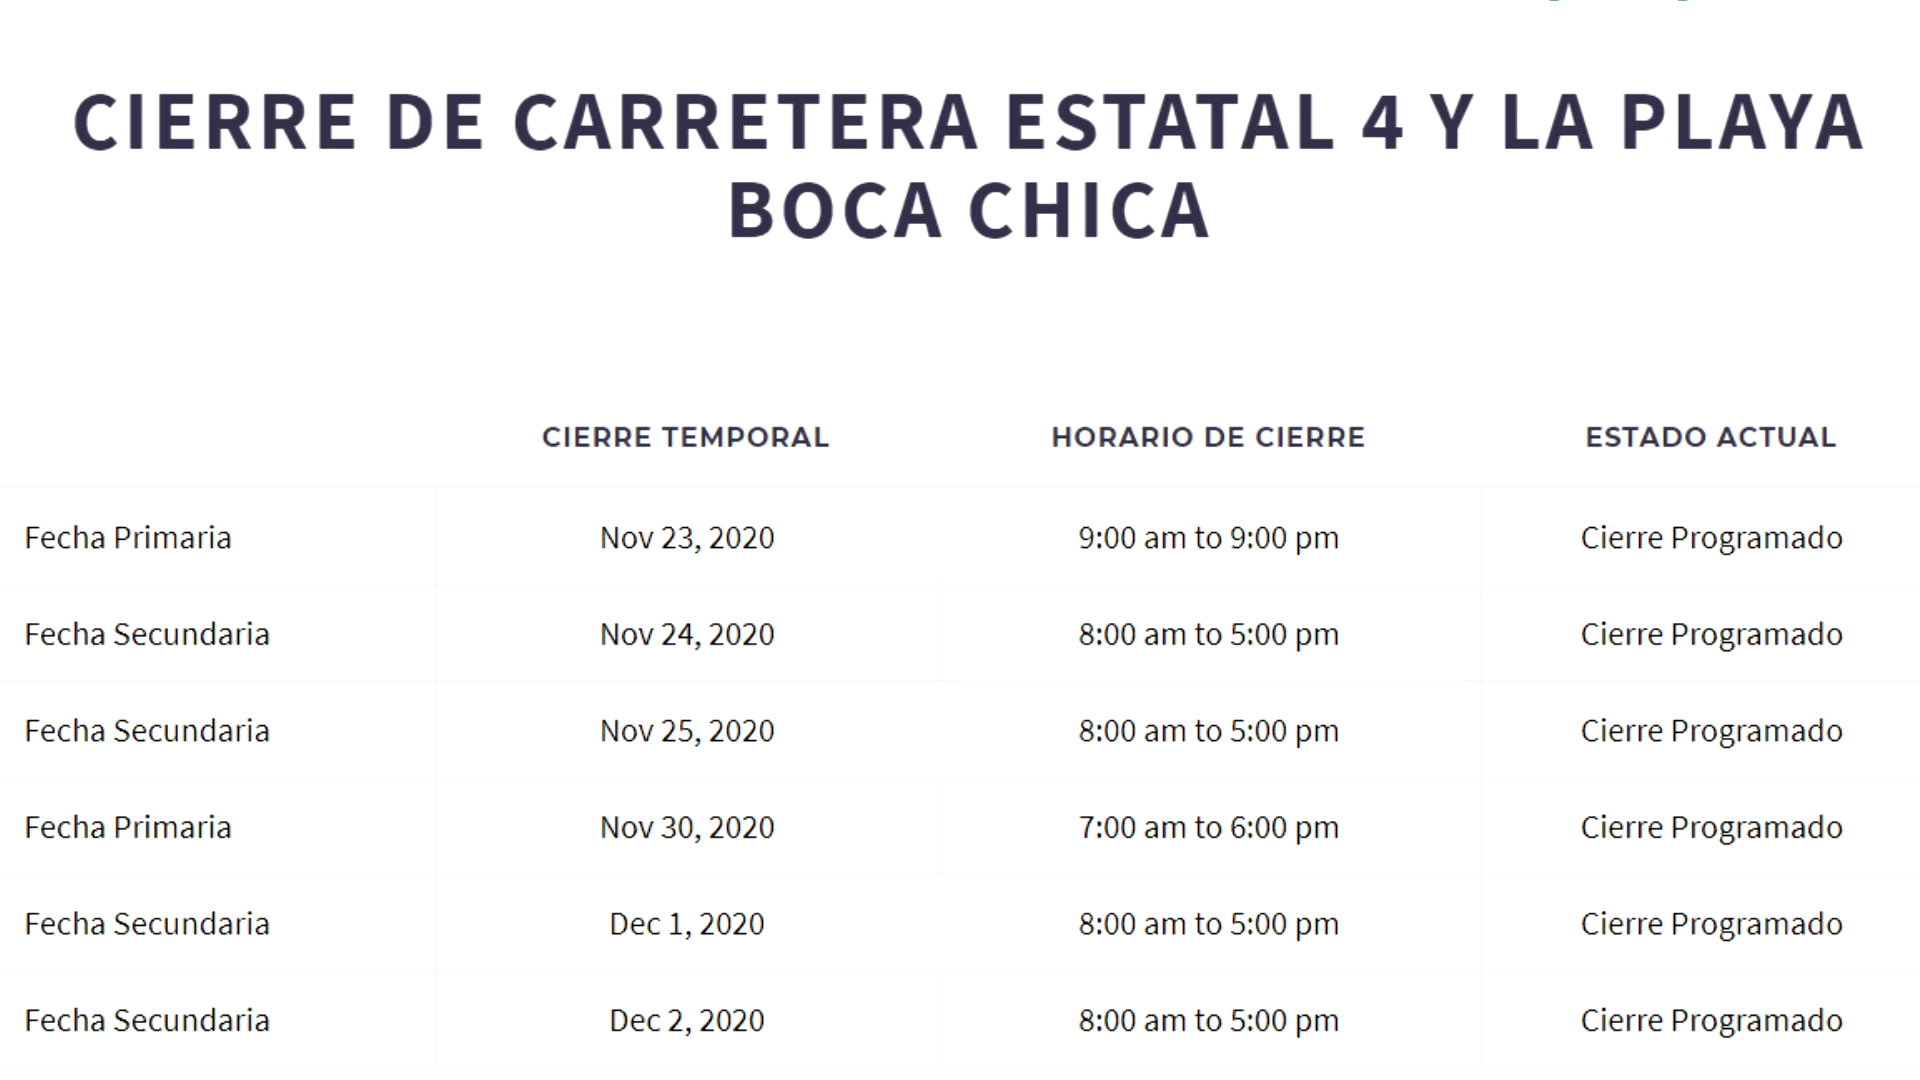 CIERRE DE CARRETERA ESTATAL 4 Y LA PLAYA
BOCA CHICA
CIERRE TEMPORAL HORARIO DE CIERRE ESTADO ACTUAL
Fecha Primaria Nov 23, 2020 9:00 am to 9:00 pm Cierre Programado
Fecha Secundaria Nov 24, 2020 8:00 am to 5:00 pm Cierre Programado
Fecha Secundaria Nov 25, 2020 8:00 am to 5:00 pm Cierre Programado
Fecha Primaria Nov 30, 2020 7:00 am to 6:00 pm Cierre Programado
Fecha Secundaria Dec 1, 2020 8:00 am to 5:00 pm Cierre Programado
Fecha Secundaria Dec 2, 2020 8:00 am to 5:00 pm Cierre Programado